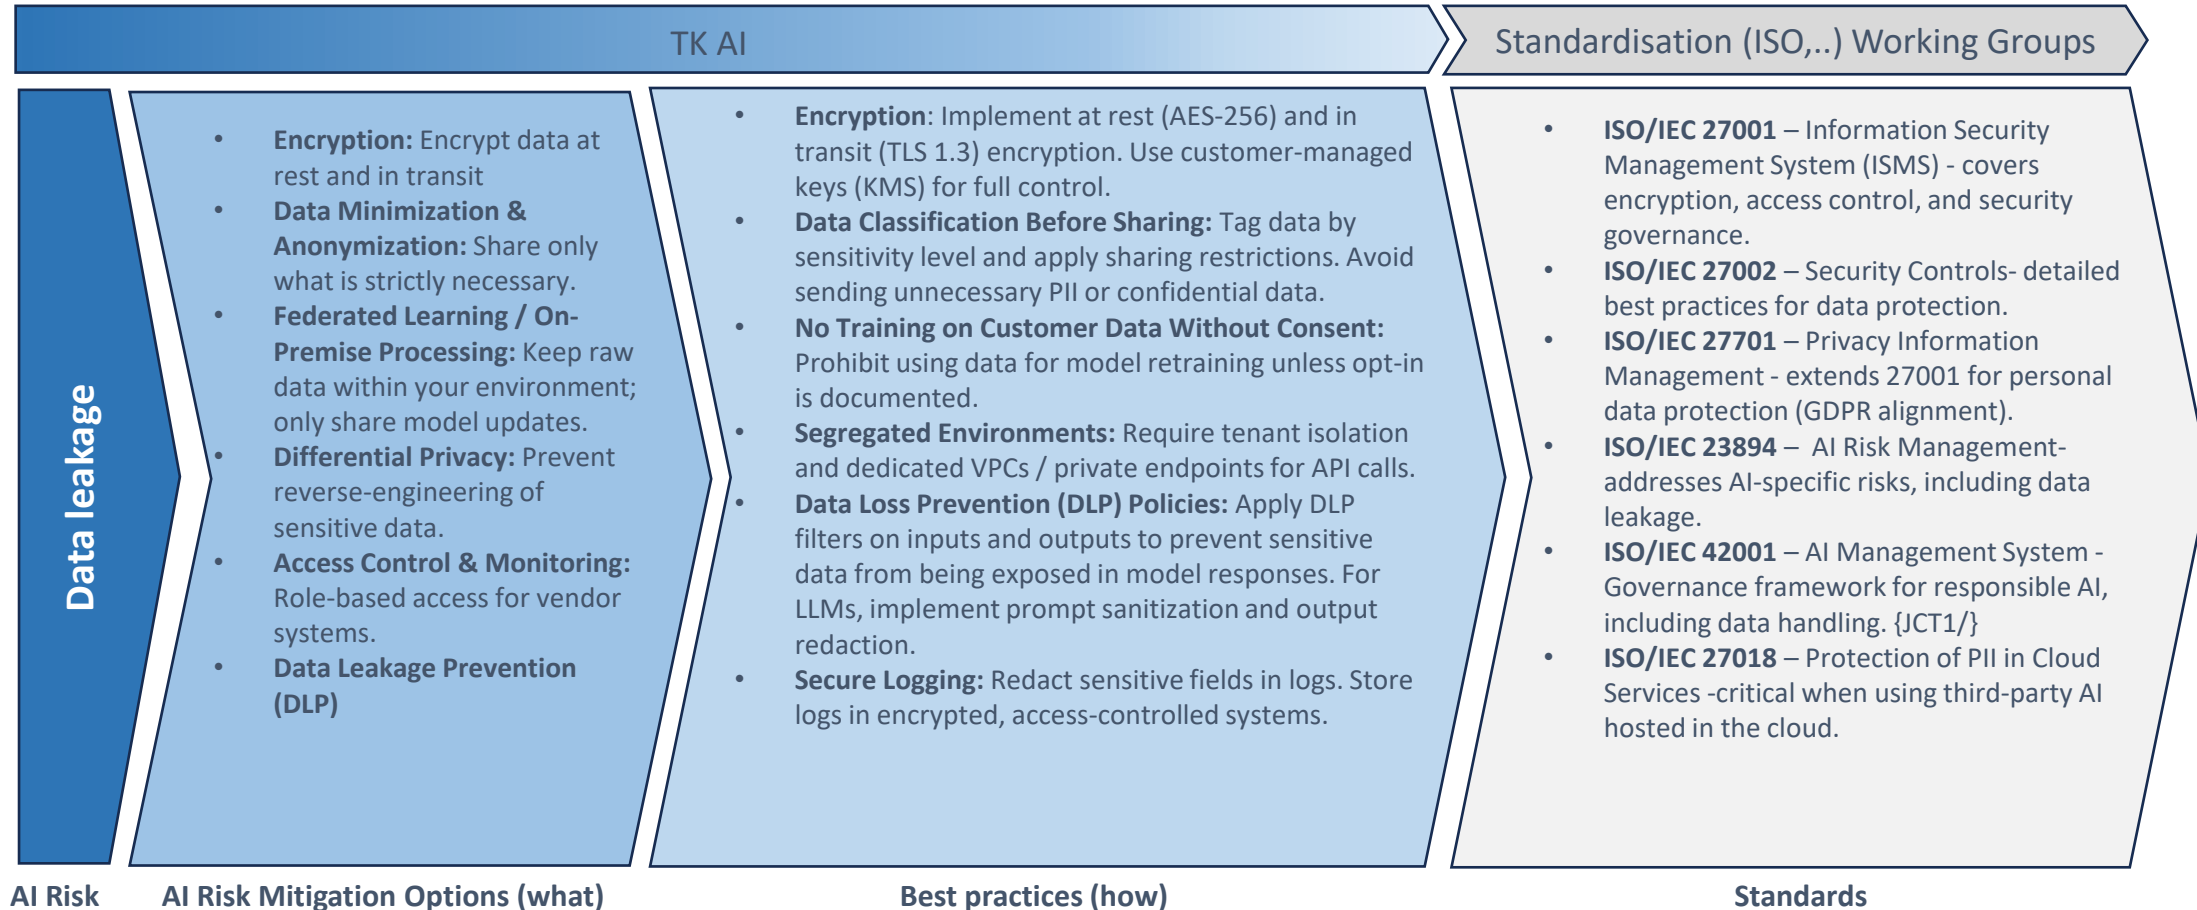 TK AI
Standardisation (ISO,..) Working Groups
Data leakage
• Encryption: Encrypt data at
rest and in transit
• Data Minimization &
Anonymization: Share only
what is strictly necessary.
• Federated Learning / On-
Premise Processing: Keep raw
data within your environment;
only share model updates.
• Differential Privacy: Prevent
reverse-engineering of
sensitive data.
• Access Control & Monitoring:
Role-based access for vendor
systems.
• Data Leakage Prevention
(DLP)
• Encryption: Implement at rest (AES-256) and in
transit (TLS 1.3) encryption. Use customer-managed
keys (KMS) for full control.
• Data Classification Before Sharing: Tag data by
sensitivity level and apply sharing restrictions. Avoid
sending unnecessary PII or confidential data.
• No Training on Customer Data Without Consent:
Prohibit using data for model retraining unless opt-in
is documented.
• Segregated Environments: Require tenant isolation
and dedicated VPCs / private endpoints for API calls.
• Data Loss Prevention (DLP) Policies: Apply DLP
filters on inputs and outputs to prevent sensitive
data from being exposed in model responses. For
LLMs, implement prompt sanitization and output
redaction.
• Secure Logging: Redact sensitive fields in logs. Store
logs in encrypted, access-controlled systems.
• ISO/IEC 27001 – Information Security
Management System (ISMS) - covers
encryption, access control, and security
governance.
• ISO/IEC 27002 – Security Controls- detailed
best practices for data protection.
• ISO/IEC 27701 – Privacy Information
Management - extends 27001 for personal
data protection (GDPR alignment).
• ISO/IEC 23894 – AI Risk Management-
addresses AI-specific risks, including data
leakage.
• ISO/IEC 42001 – AI Management System -
Governance framework for responsible AI,
including data handling. {JCT1/}
• ISO/IEC 27018 – Protection of PII in Cloud
Services -critical when using third-party AI
hosted in the cloud.
AI Risk
AI Risk Mitigation Options (what)
Best practices (how)
Standards